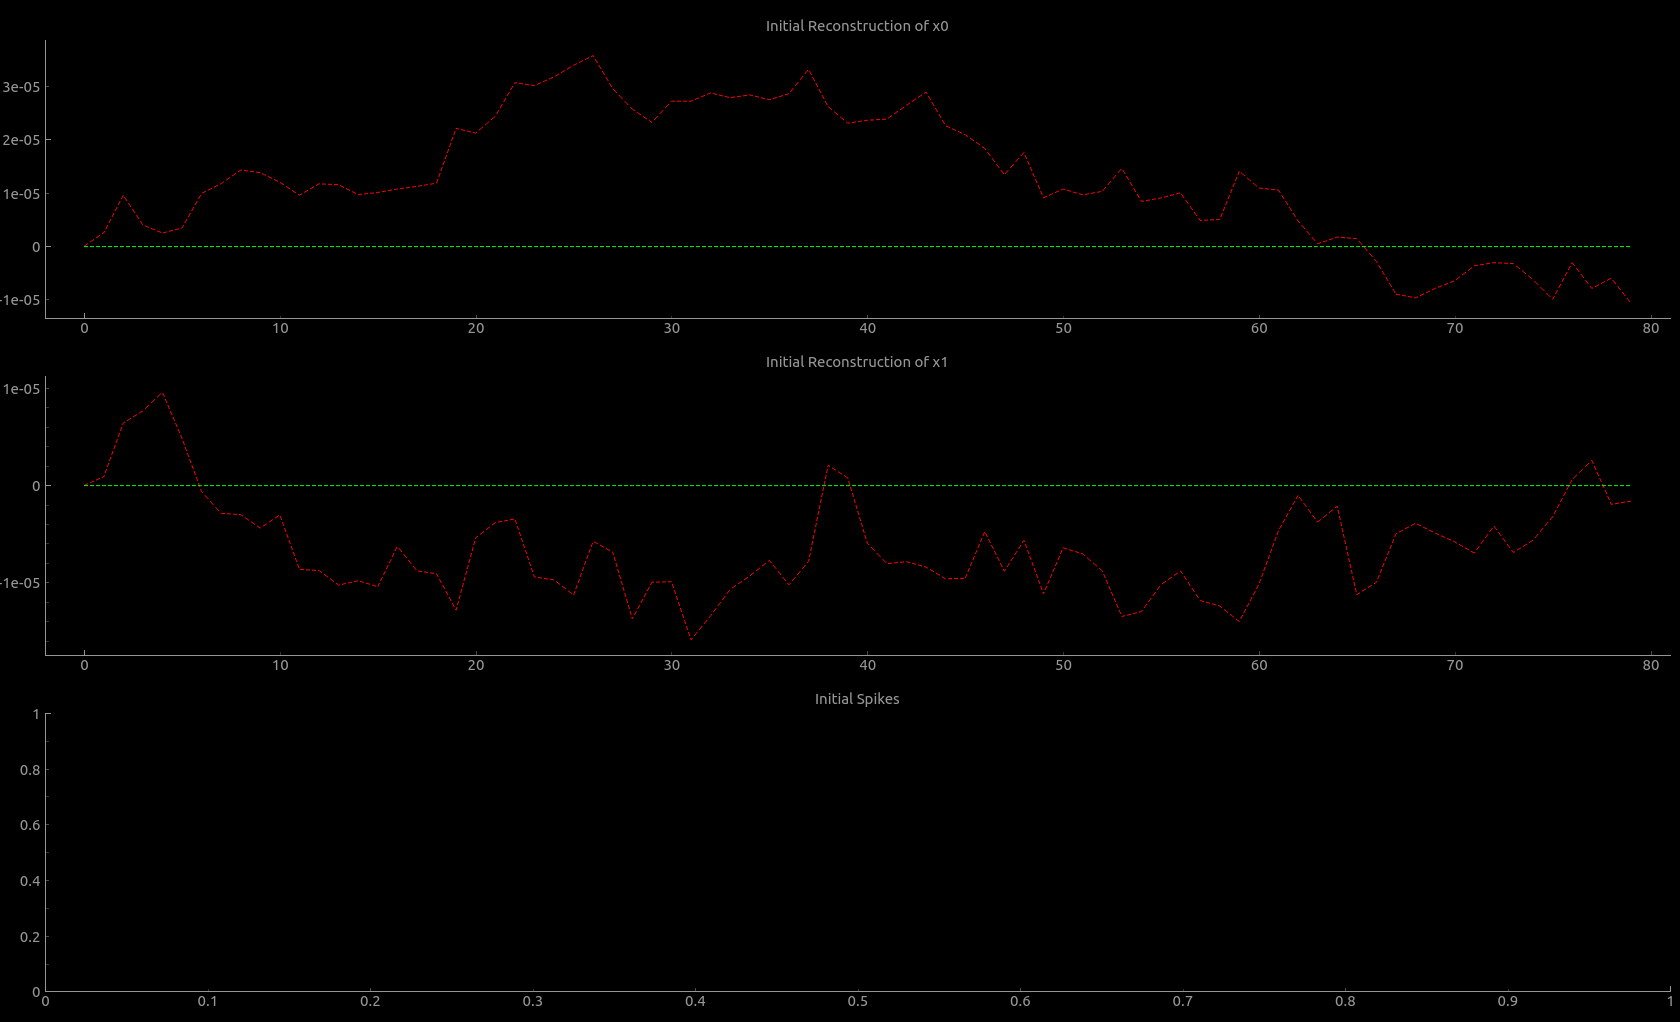 Initial Reconstruction of x0
3e-05
2e-05
1e-05
0
-1e-05
0 10 20 30 40 50 60 70 80
Initial Reconstruction of x1
1e-05
0
-1e-05
0 10 20 30 40 50 60 70 80
Initial Spikes
1
0.8
0.6
0.4
0.2
0
0 0.1 0.2 0.3 0.4 0.5 0.6 0.7 0.8 0.9 1